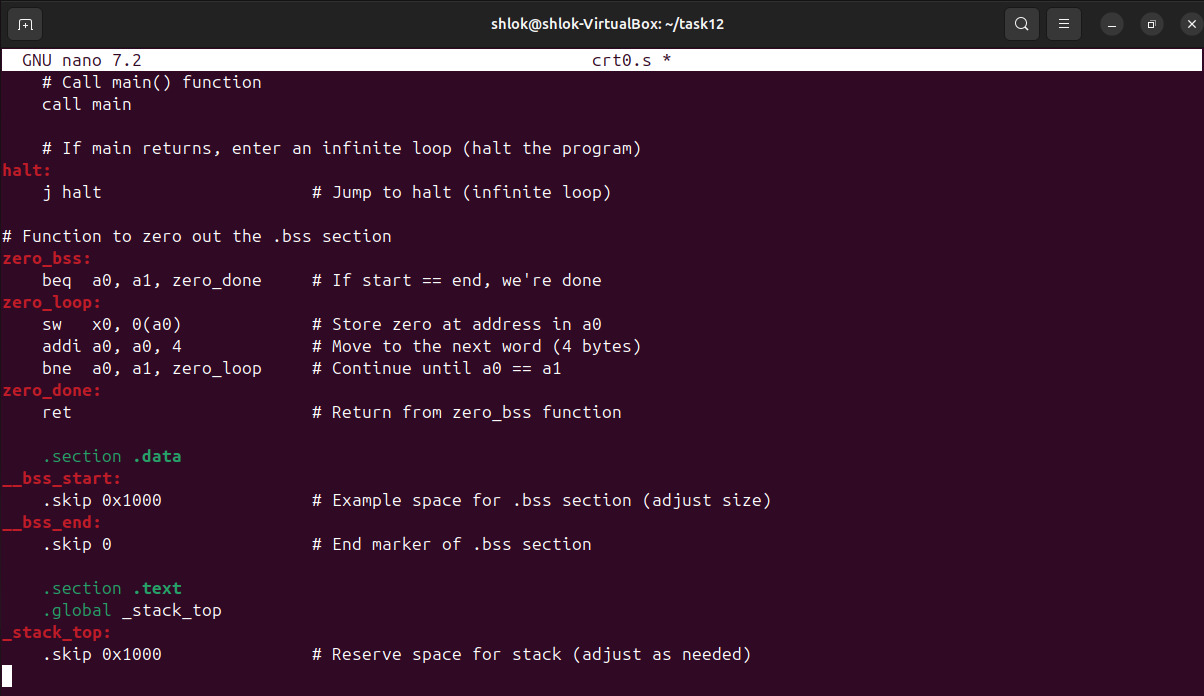 shlok@shlok-VirtualBox: ~/task12
GNU nano 7.2 crt0.s *
    # Call main() function
    call main

    # If main returns, enter an infinite loop (halt the program)
halt:
    j halt                     # Jump to halt (infinite loop)

# Function to zero out the .bss section
zero_bss:
    beq  a0, a1, zero_done     # If start == end, we're done
zero_loop:
    sw   x0, 0(a0)             # Store zero at address in a0
    addi a0, a0, 4             # Move to the next word (4 bytes)
    bne  a0, a1, zero_loop     # Continue until a0 == a1
zero_done:
    ret                        # Return from zero_bss function

    .section .data
__bss_start:
    .skip 0x1000               # Example space for .bss section (adjust size)
__bss_end:
    .skip 0                    # End marker of .bss section

    .section .text
    .global _stack_top
_stack_top:
    .skip 0x1000               # Reserve space for stack (adjust as needed)